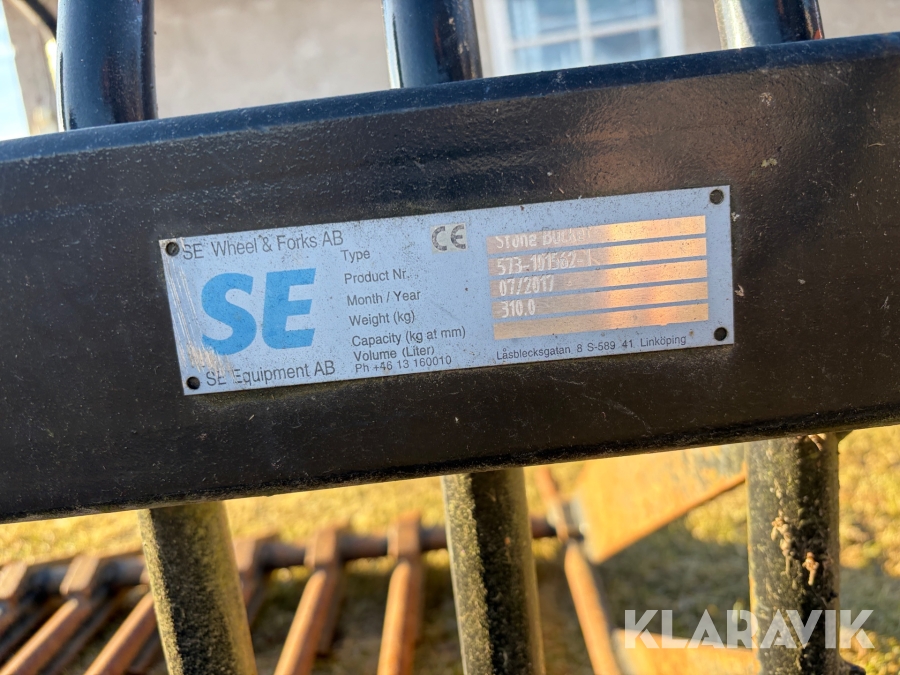 SE Wheel & Forks AB
SE
SE Equipment AB
CE
Type Stone Bucket
Product Nr. 573-101562-1
Month / Year 07/2017
Weight (kg) 310.0
Capacity (kg at mm)
Volume (Liter)
Ph +46 13 160010
Låsblecksgatan 8 S-589 41 Linköping
KLARAVIK